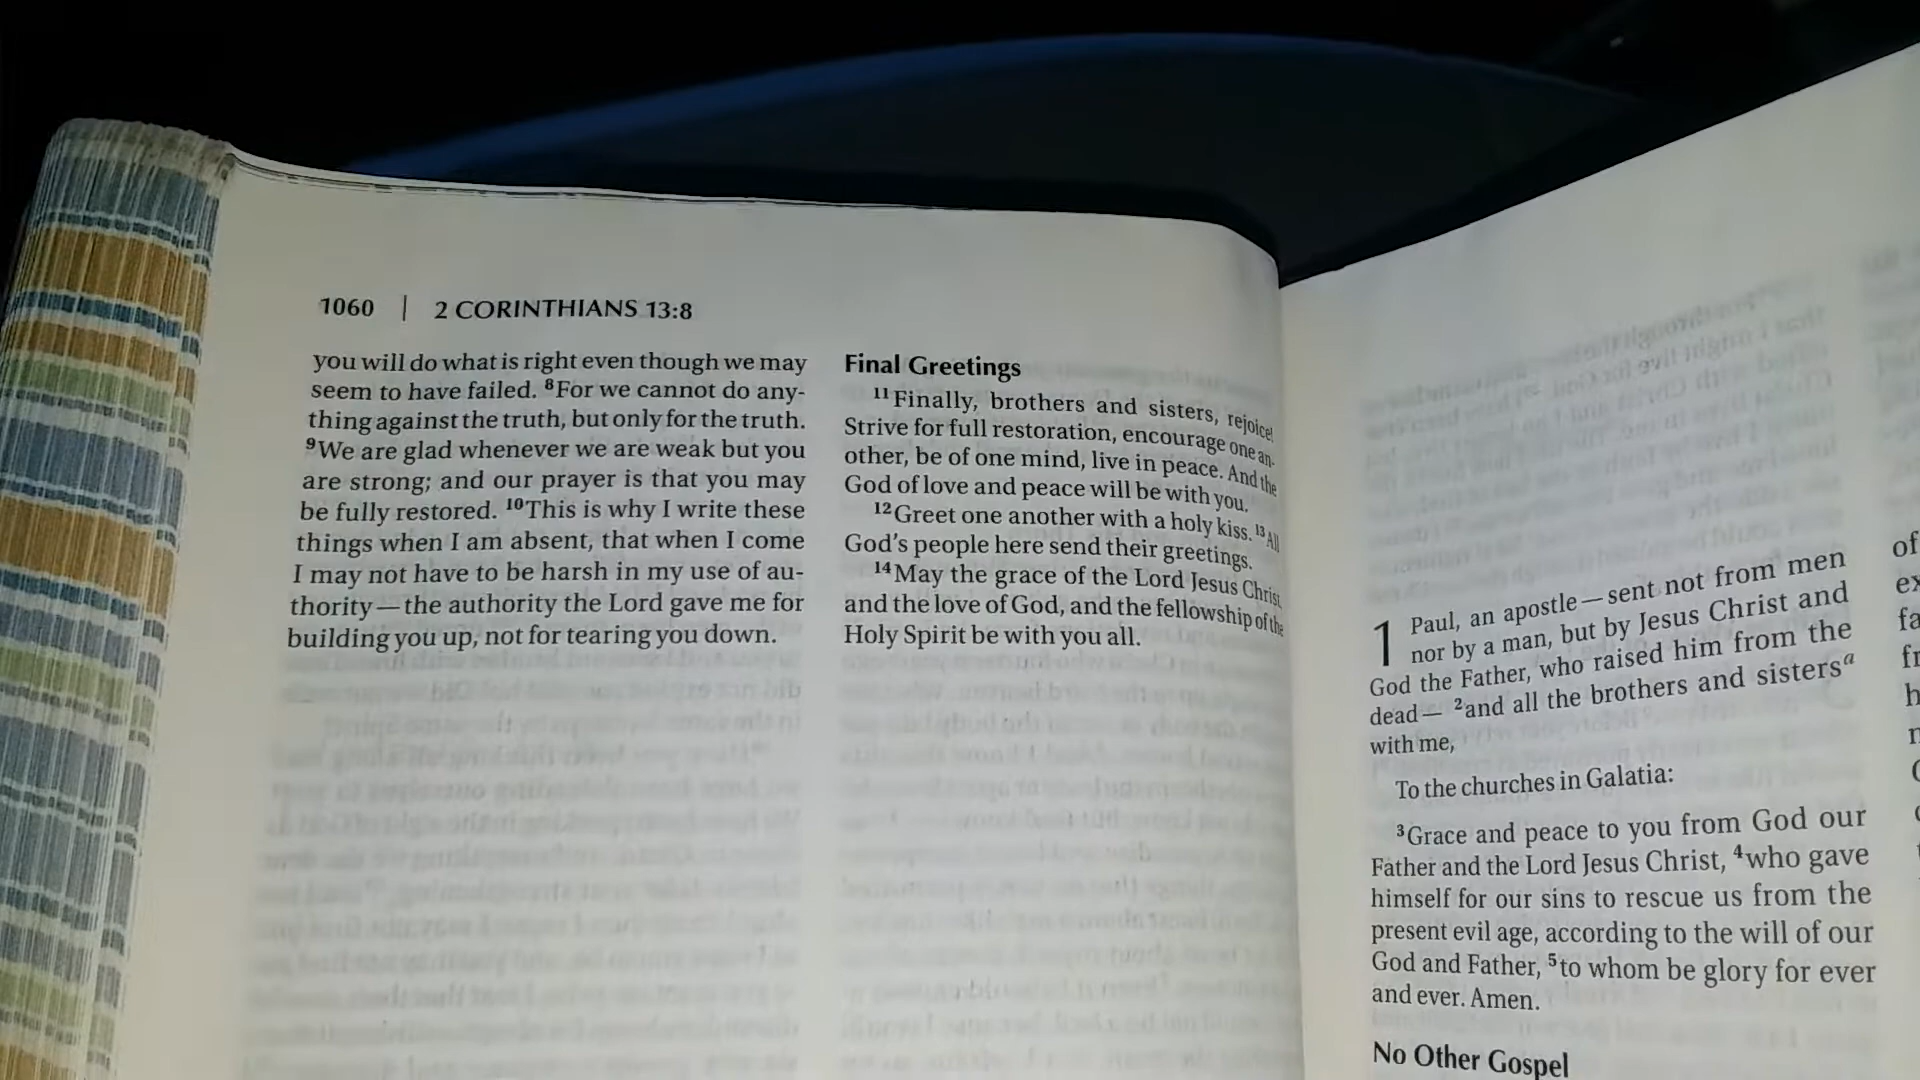 1060 | 2 CORINTHIANS 13:8
you will do what is right even though we may
seem to have failed. ⁸For we cannot do any-
thing against the truth, but only for the truth.
⁹We are glad whenever we are weak but you
are strong; and our prayer is that you may
be fully restored. ¹⁰This is why I write these
things when I am absent, that when I come
I may not have to be harsh in my use of au-
thority—the authority the Lord gave me for
building you up, not for tearing you down.
Final Greetings
¹¹Finally, brothers and sisters, rejoice!
Strive for full restoration, encourage one an-
other, be of one mind, live in peace. And the
God of love and peace will be with you.
¹²Greet one another with a holy kiss. ¹³All
God's people here send their greetings.
¹⁴May the grace of the Lord Jesus Christ,
and the love of God, and the fellowship of the
Holy Spirit be with you all.
1 Paul, an apostle—sent not from men
nor by a man, but by Jesus Christ and
God the Father, who raised him from the
dead— ²and all the brothers and sistersᵃ
with me,
To the churches in Galatia:
³Grace and peace to you from God our
Father and the Lord Jesus Christ, ⁴who gave
himself for our sins to rescue us from the
present evil age, according to the will of our
God and Father, ⁵to whom be glory for ever
and ever. Amen.
No Other Gospel
of